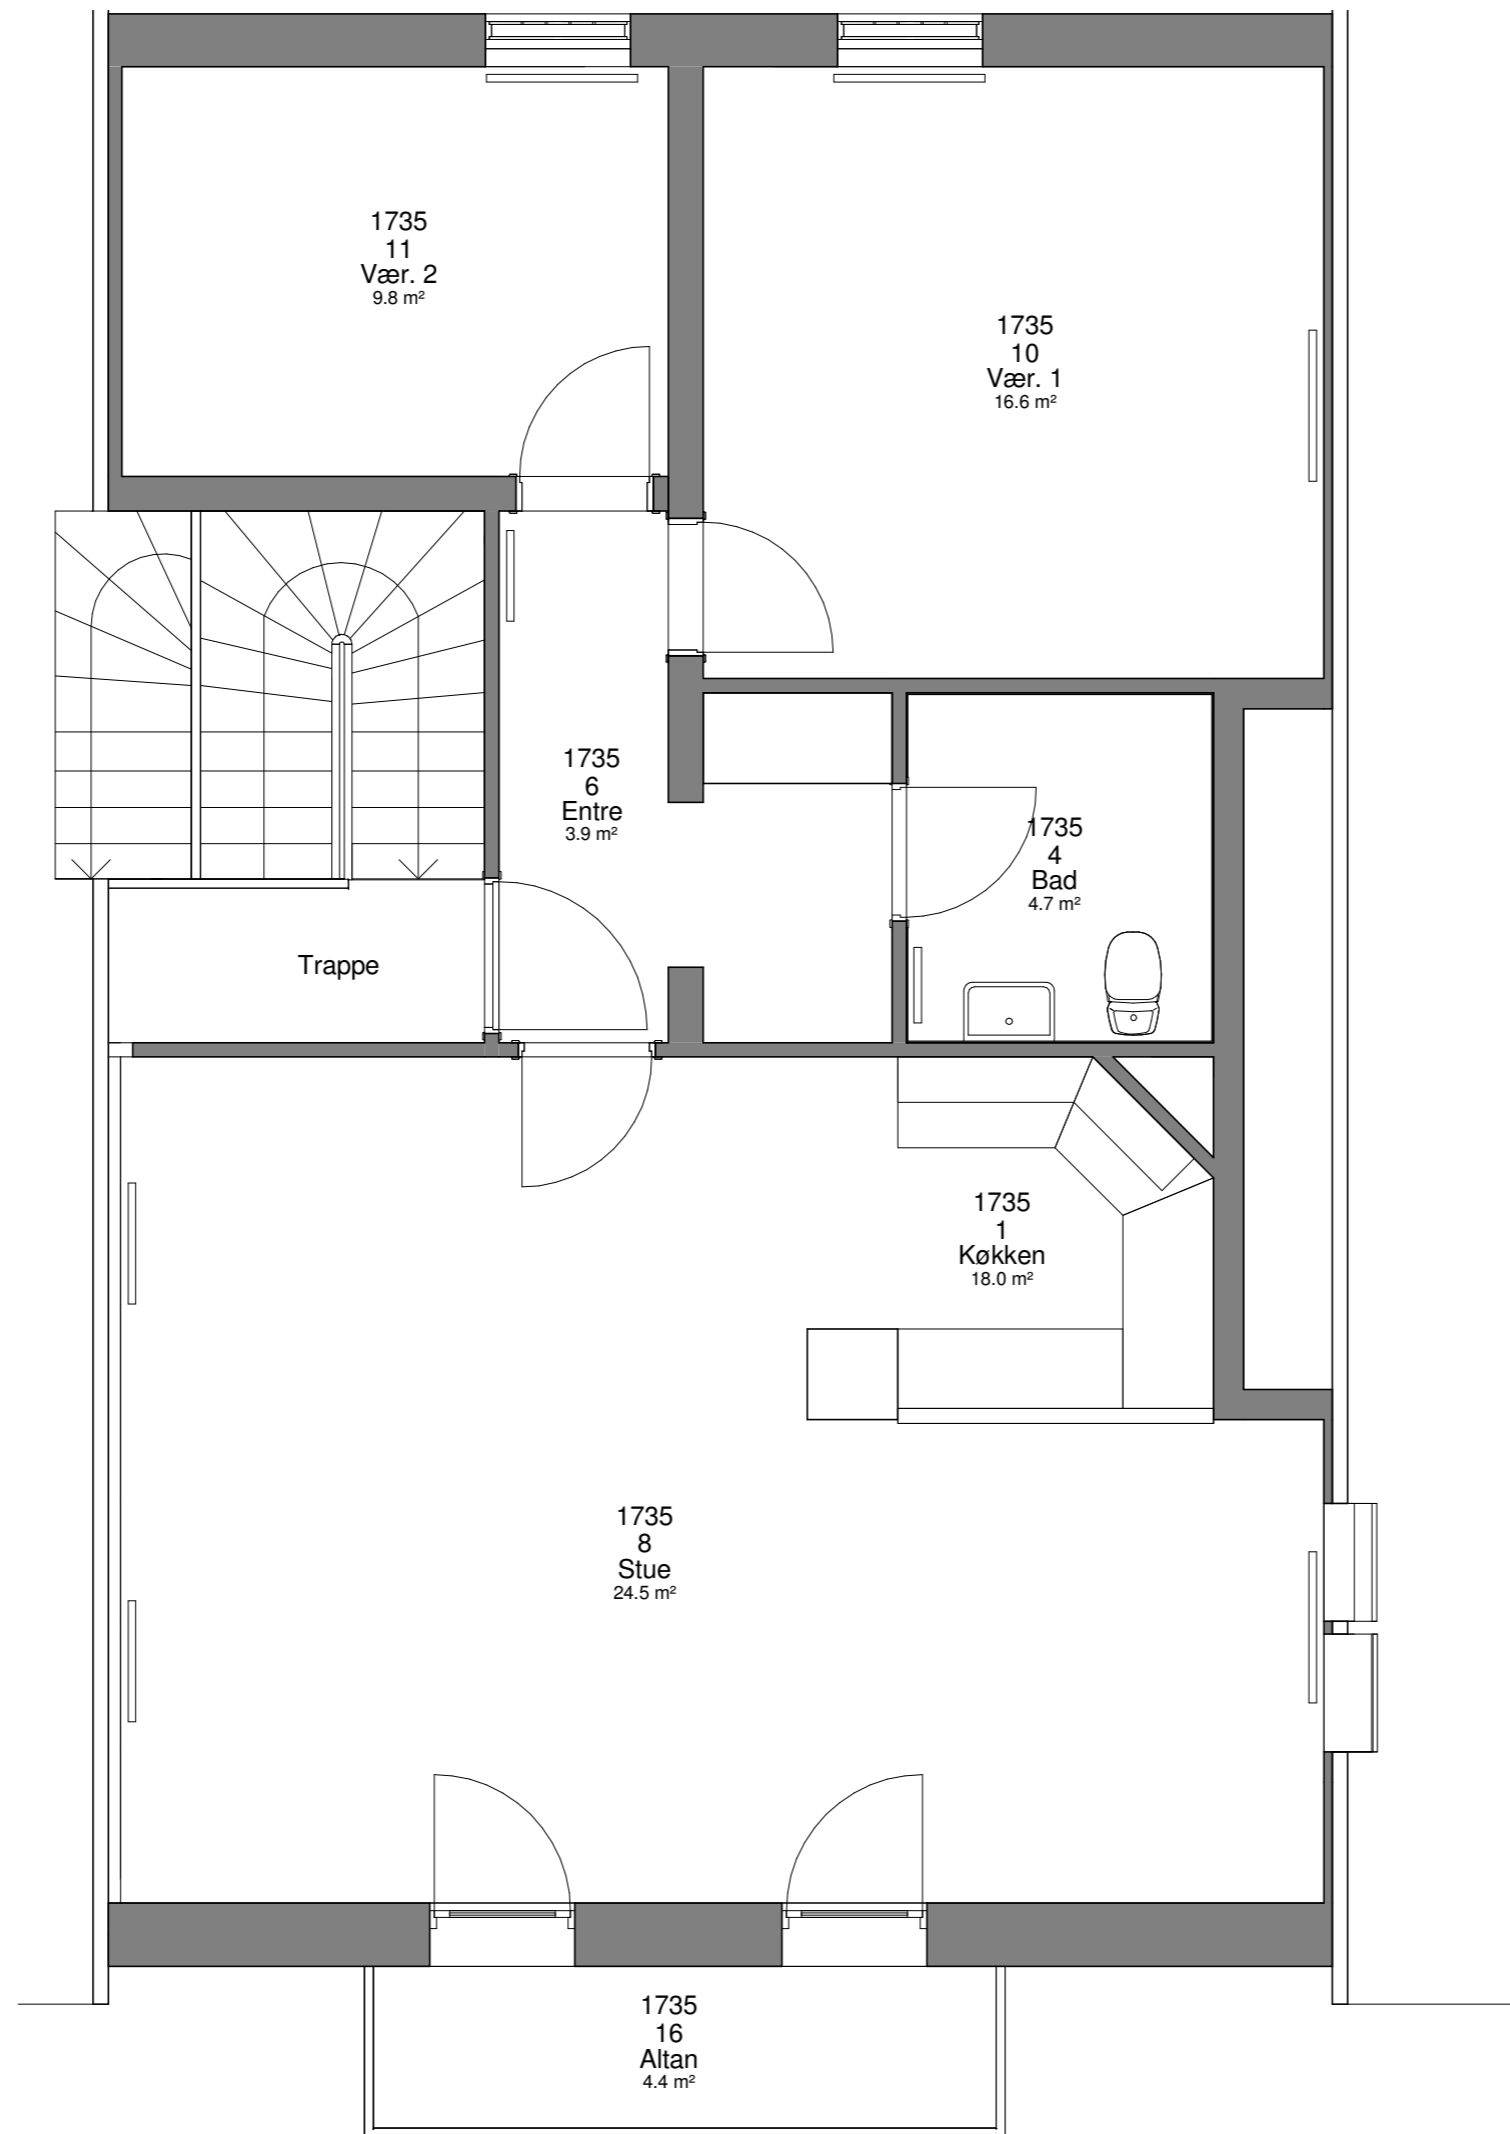 1735
11
Vær. 2
9.8 m²
1735
10
Vær. 1
16.6 m²
1735
6
Entre
3.9 m²
1735
4
Bad
4.7 m²
Trappe
1735
1
Køkken
18.0 m²
1735
8
Stue
24.5 m²
1735
16
Altan
4.4 m²